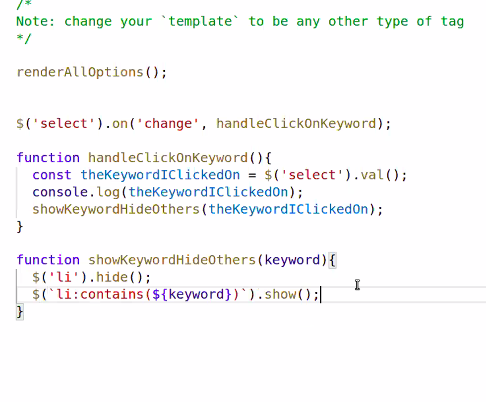 /*
Note: change your `template` to be any other type of tag
*/
renderAllOptions();
$('select').on('change', handleClickOnKeyword);
function handleClickOnKeyword(){
const theKeywordIClickedOn = $('select').val();
console.log(theKeywordIClickedOn);
showKeywordHideOthers(theKeywordIClickedOn);
}
function showKeywordHideOthers(keyword){
$('li').hide();
$(`li:contains(${keyword})`).show();
}